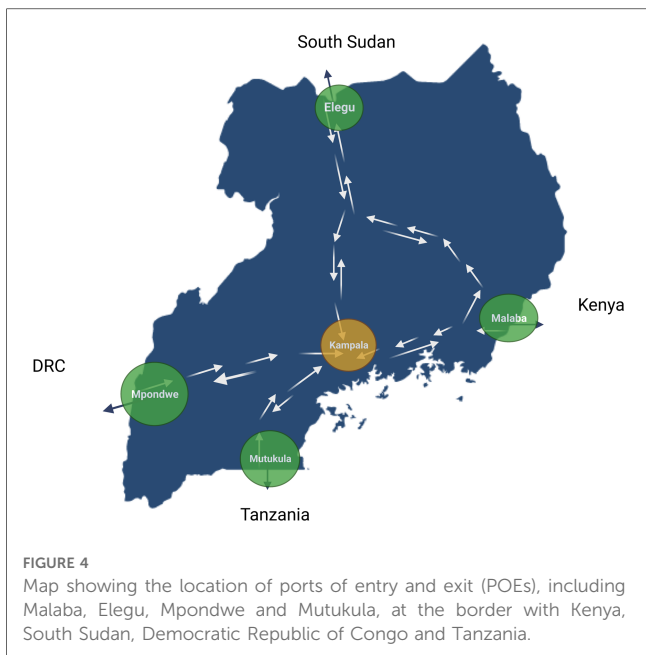 South Sudan
Elegu
Kenya
Malaba
Kampala
DRC
Mpondwe
Mutukula
Tanzania
FIGURE 4
Map showing the location of ports of entry and exit (POEs), including
Malaba, Elegu, Mpondwe and Mutukula, at the border with Kenya,
South Sudan, Democratic Republic of Congo and Tanzania.